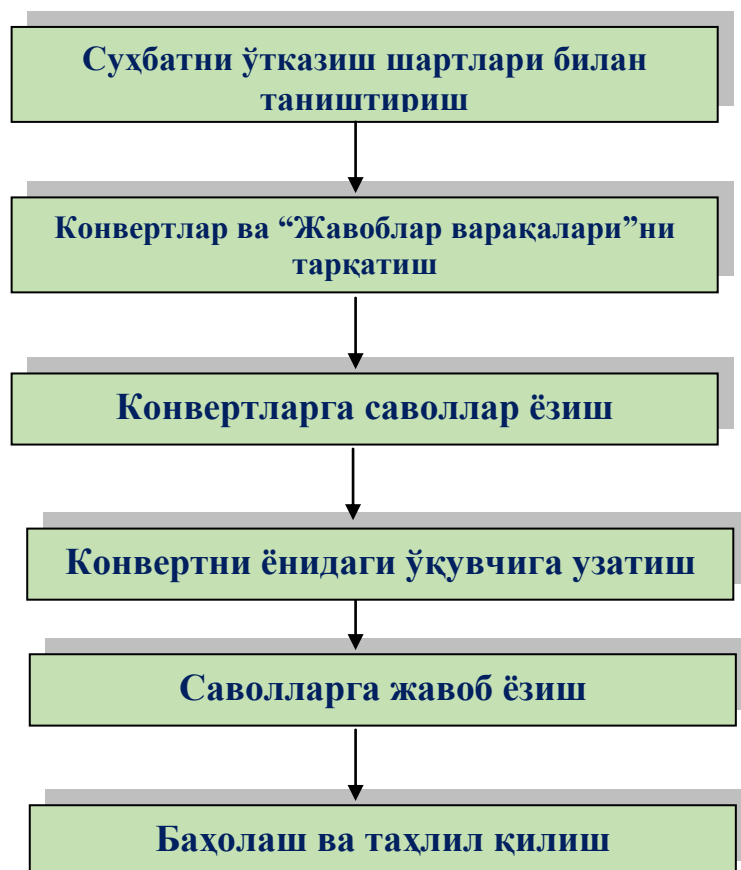 Суҳбатни ўтказиш шартлари билан
таништириш
Конвертлар ва “Жавоблар варақалари”ни
тарқатиш
Конвертларга саволлар ёзиш
Конвертни ёнидаги ўқувчига узатиш
Саволларга жавоб ёзиш
Баҳолаш ва таҳлил қилиш